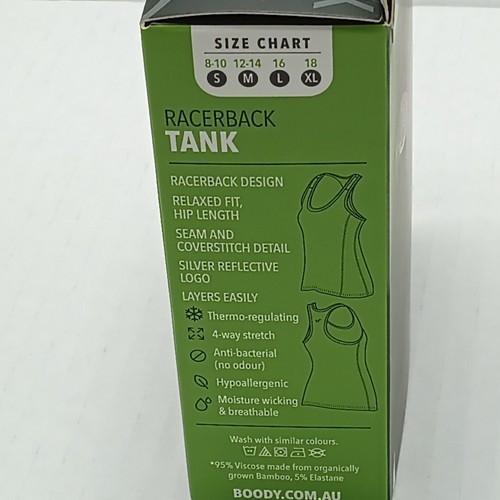 SIZE CHART
8-10 12-14 16 18
S M L XL
RACERBACK
TANK
RACERBACK DESIGN
RELAXED FIT,
HIP LENGTH
SEAM AND
COVERSTITCH DETAIL
SILVER REFLECTIVE
LOGO
LAYERS EASILY
Thermo-regulating
4-way stretch
Anti-bacterial
(no odour)
Hypoallergenic
Moisture wicking
& breathable
Wash with similar colours.
*95% Viscose made from organically
grown Bamboo, 5% Elastane
BOODY.COM.AU